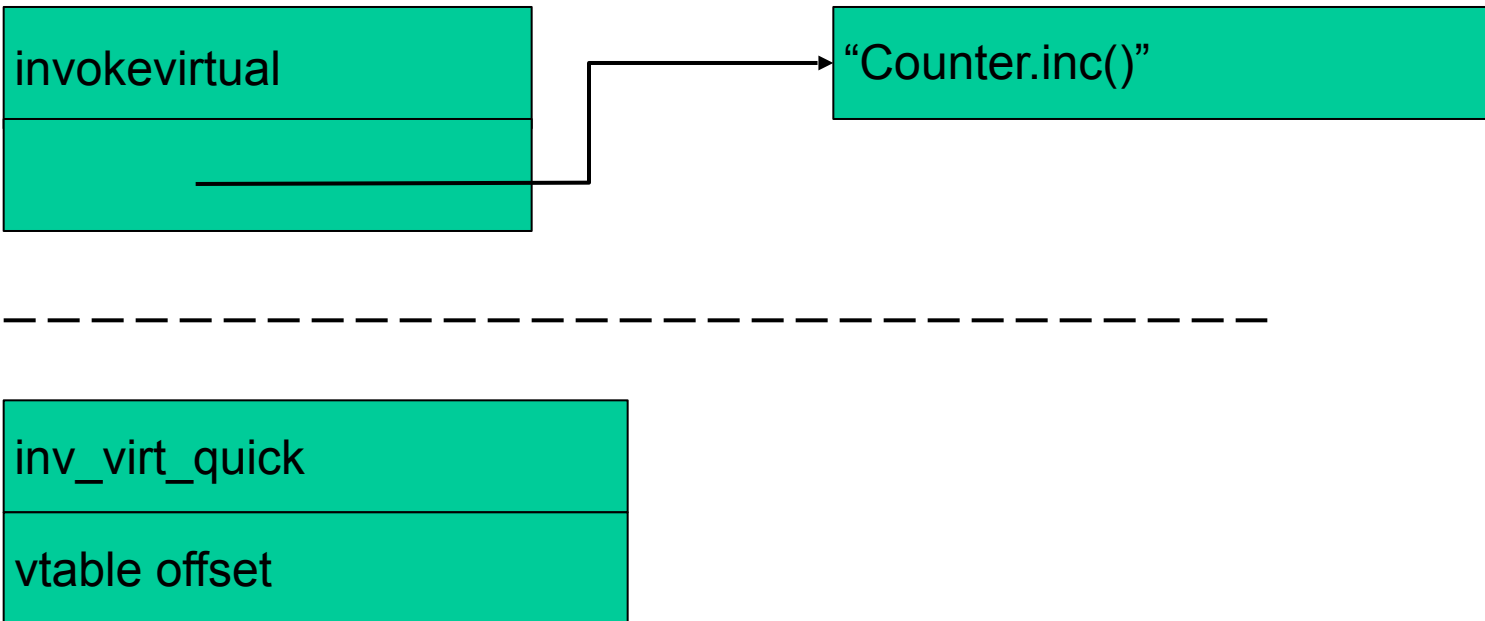 invokevirtual
“Counter.inc()”
inv_virt_quick
vtable offset